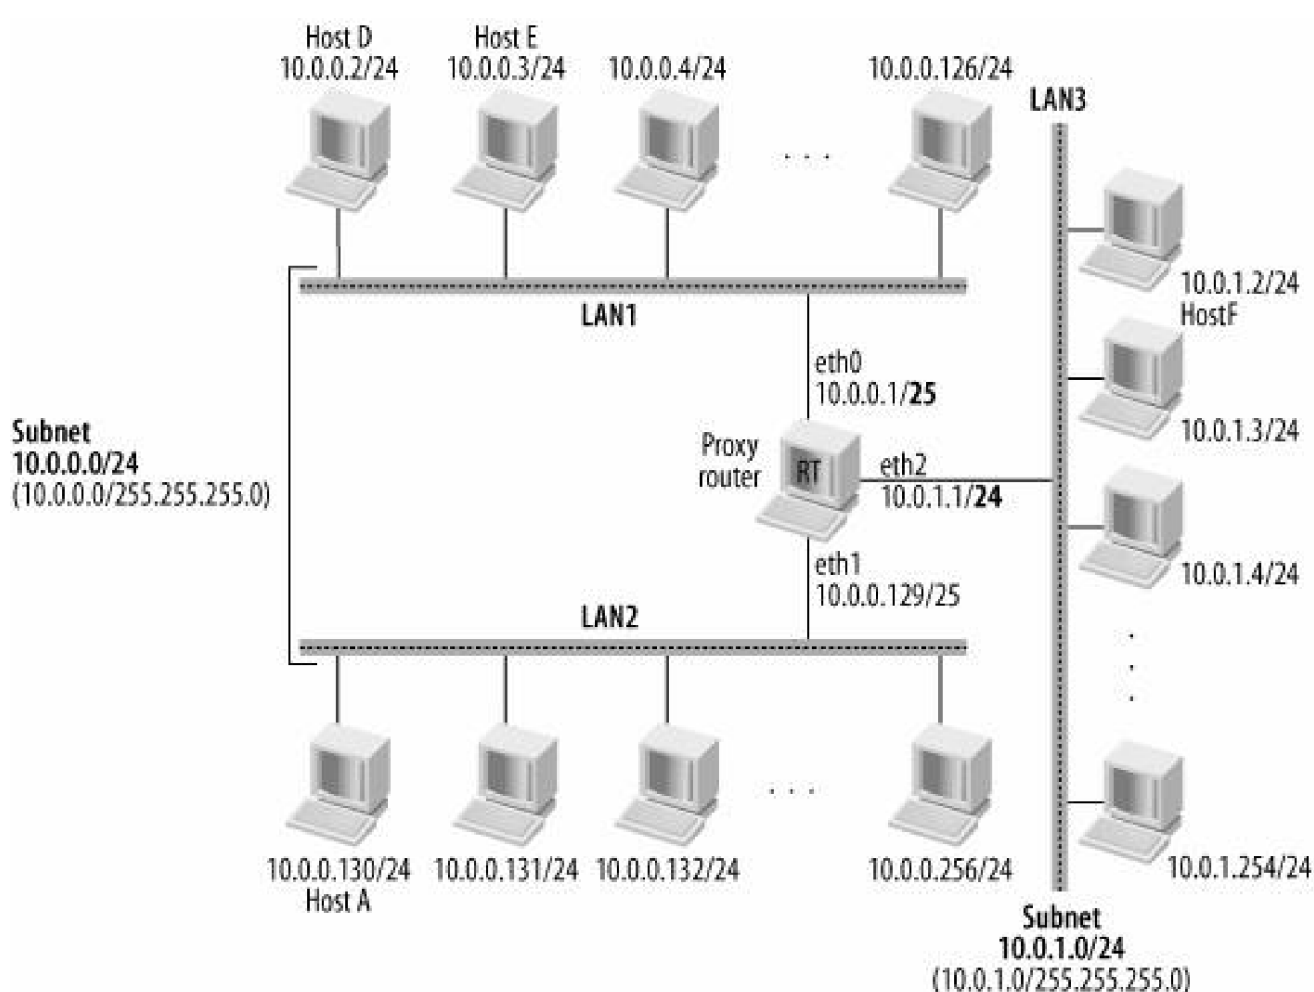 Host D
10.0.0.2/24
Host E
10.0.0.3/24
10.0.0.4/24
10.0.0.126/24
. . .
LAN3
10.0.1.2/24
HostF
LAN1
eth0
10.0.0.1/25
10.0.1.3/24
Subnet
10.0.0.0/24
(10.0.0.0/255.255.255.0)
Proxy
router
RT
eth2
10.0.1.1/24
eth1
10.0.0.129/25
10.0.1.4/24
LAN2
. . .
10.0.0.130/24
Host A
10.0.0.131/24
10.0.0.132/24
10.0.0.256/24
10.0.1.254/24
Subnet
10.0.1.0/24
(10.0.1.0/255.255.255.0)